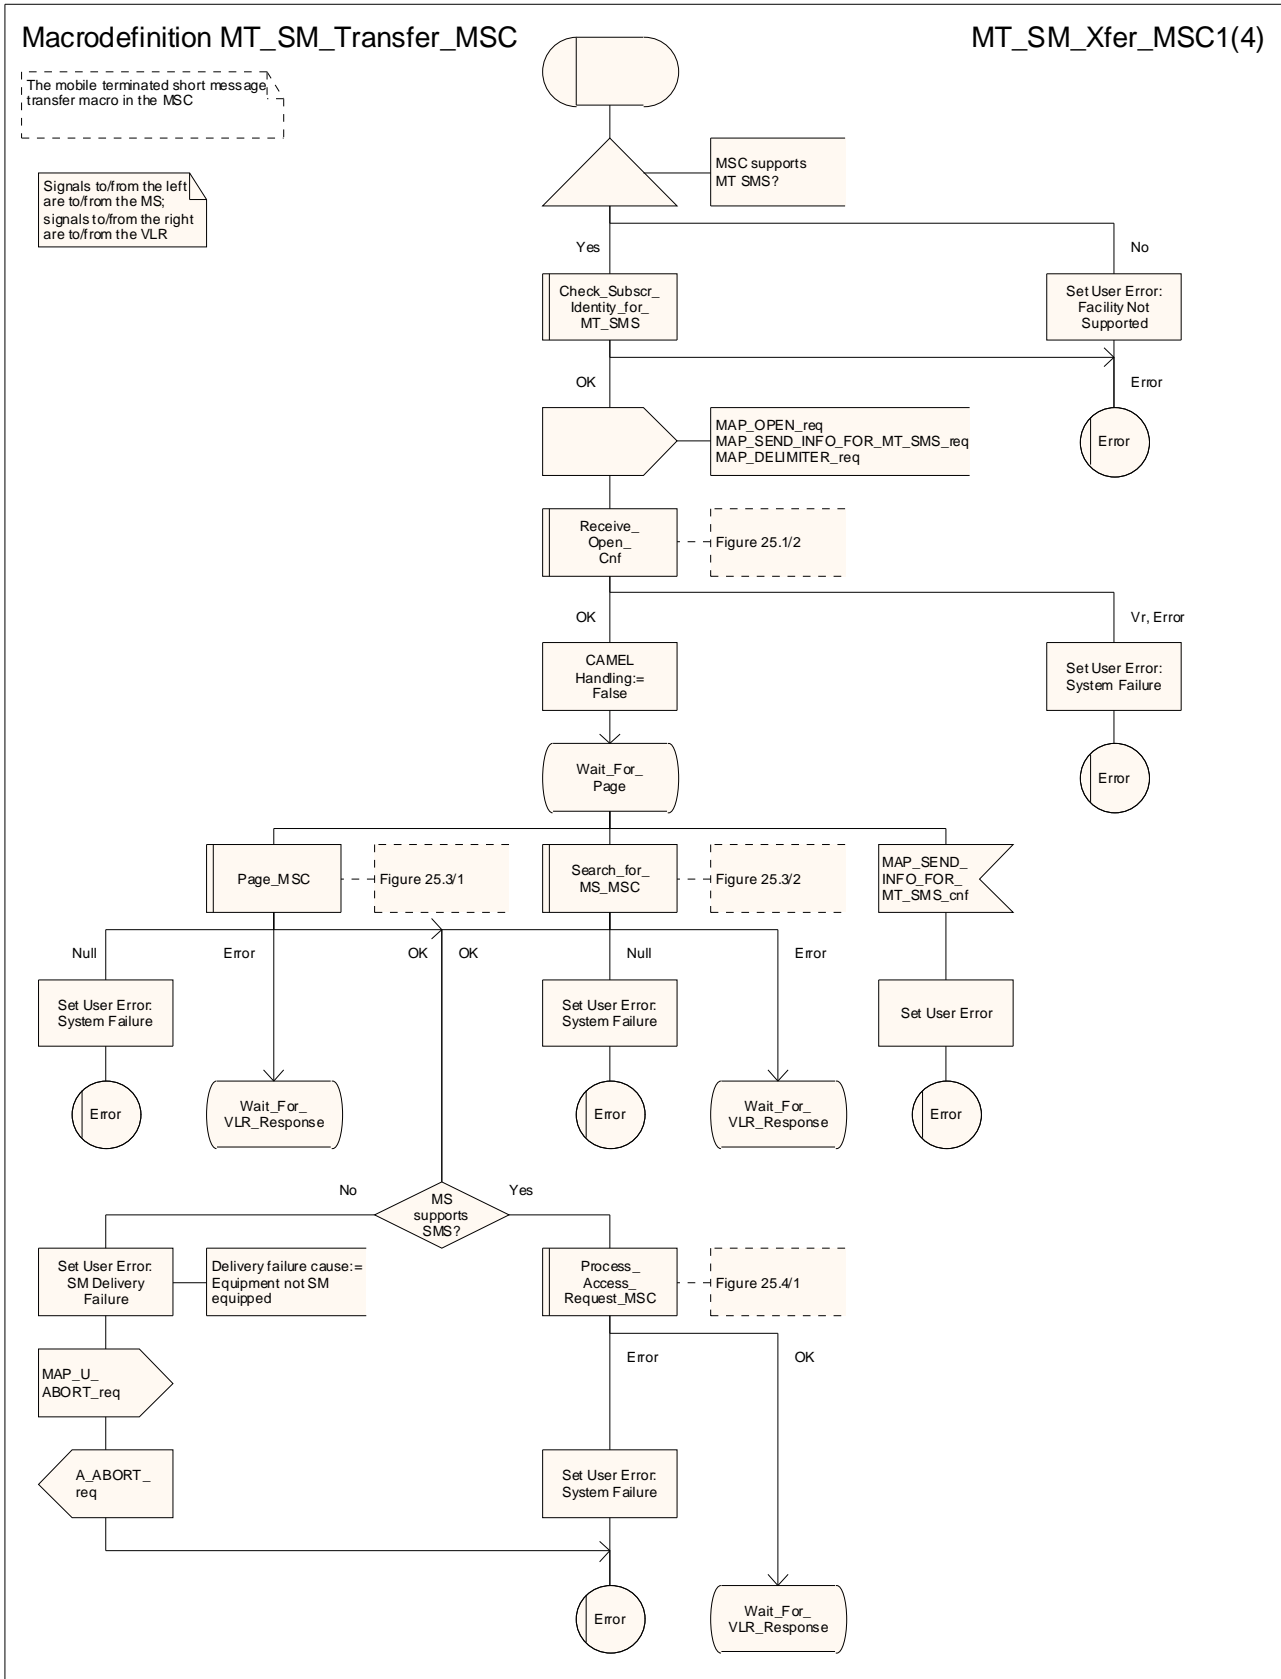 Macrodefinition MT_SM_Transfer_MSC
MT_SM_Xfer_MSC1(4)
The mobile terminated short message
transfer macro in the MSC
Signals to/from the left
are to/from the MS;
signals to/from the right
are to/from the VLR
MSC supports
MT SMS?
Yes
No
Check_Subscr_
Identity_for_
MT_SMS
Set User Error:
Facility Not
Supported
OK
Error
MAP_OPEN_req
MAP_SEND_INFO_FOR_MT_SMS_req
MAP_DELIMITER_req
Error
Receive_
Open_
Cnf
Figure 25.1/2
OK
Vr, Error
CAMEL
Handling:=
False
Set User Error:
System Failure
Wait_For_
Page
Error
Page_MSC
Figure 25.3/1
Search_for_
MS_MSC
Figure 25.3/2
MAP_SEND_
INFO_FOR_
MT_SMS_cnf
Null
Error
OK
OK
Null
Error
Set User Error:
System Failure
Set User Error:
System Failure
Set User Error
Error
Wait_For_
VLR_Response
Error
Wait_For_
VLR_Response
Error
No
MS
supports
SMS?
Yes
Set User Error:
SM Delivery
Failure
Delivery failure cause:=
Equipment not SM
equipped
Process_
Access_
Request_MSC
Figure 25.4/1
Error
OK
MAP_U_
ABORT_req
A_ABORT_
req
Set User Error:
System Failure
Error
Wait_For_
VLR_Response